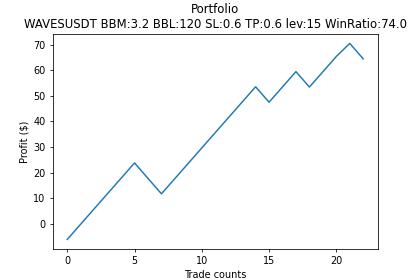 Portfolio
WAVESUSDT BBM:3.2 BBL:120 SL:0.6 TP:0.6 lev:15 WinRatio:74.0
70
60
50
40
30
20
10
0
Profit ($)
0 5 10 15 20
Trade counts